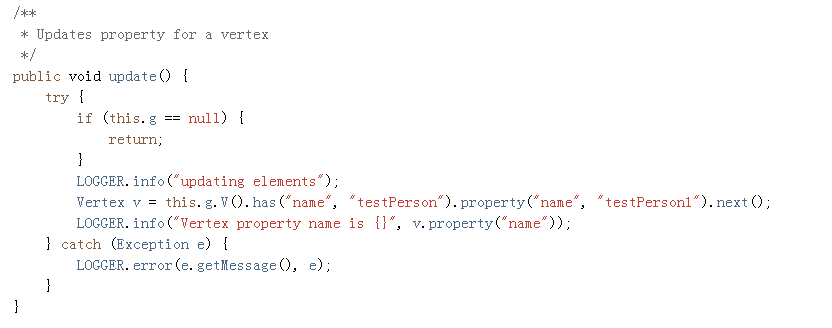 /**
 * Updates property for a vertex
 */
public void update() {
    try {
        if (this.g == null) {
            return;
        }
        LOGGER.info("updating elements");
        Vertex v = this.g.V().has("name", "testPerson").property("name", "testPerson1").next();
        LOGGER.info("Vertex property name is {}", v.property("name"));
    } catch (Exception e) {
        LOGGER.error(e.getMessage(), e);
    }
}